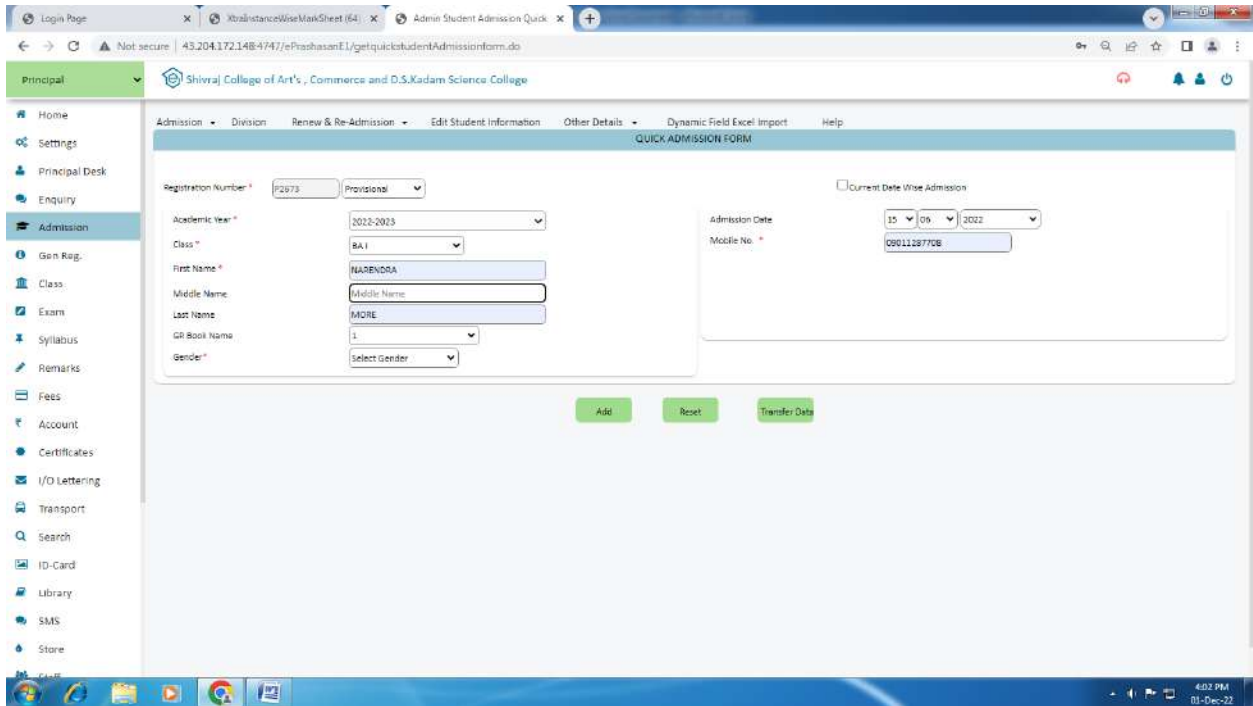 Login Page
XtraInstanceWiseMarkSheet (64)
Admin Student Admission Quick
Not secure | 43.204.172.148:4747/ePrashasanE1/getquickstudentAdmissionform.do
Principal
Shivraj College of Art's , Commerce and D.S.Kadam Science College
Home
Settings
Principal Desk
Enquiry
Admission
Gen Reg.
Class
Exam
Syllabus
Remarks
Fees
Account
Certificates
I/O Lettering
Transport
Search
ID-Card
Library
SMS
Store
Staff
Admission Division Renew & Re-Admission Edit Student Information Other Details Dynamic Field Excel Import Help
QUICK ADMISSION FORM
Registration Number * P2673 Provisional Current Date Wise Admission
Academic Year * 2022-2023
Class * BA I
First Name * NARENDRA
Middle Name Middle Name
Last Name MORE
GR Book Name 1
Gender* Select Gender
Admission Date 15 06 2022
Mobile No. * 09011287708
Add Reset Transfer Data
4:02 PM
01-Dec-22